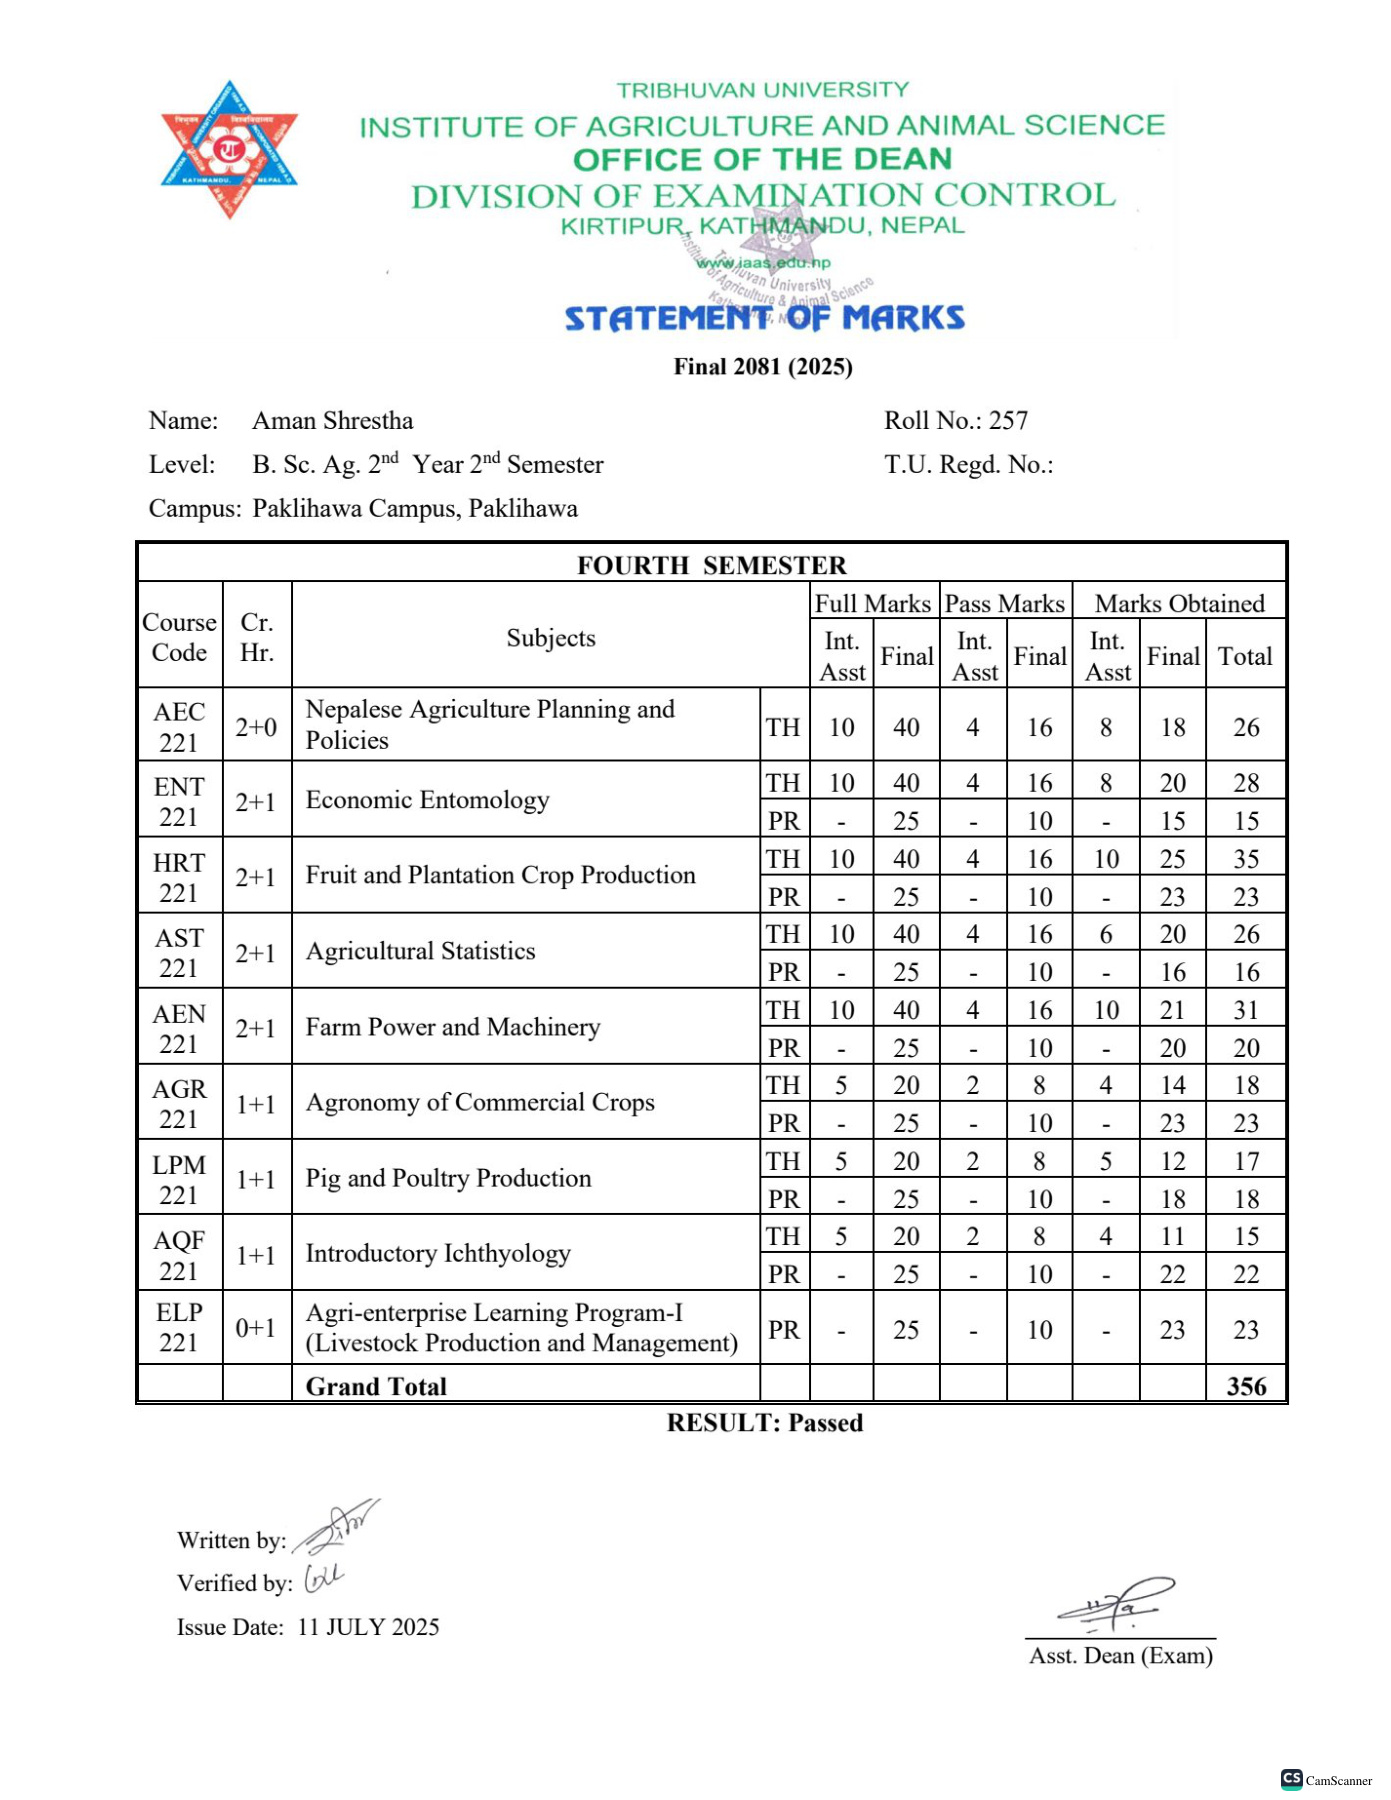 TRIBHUVAN UNIVERSITY
INSTITUTE OF AGRICULTURE AND ANIMAL SCIENCE
OFFICE OF THE DEAN
DIVISION OF EXAMINATION CONTROL
KIRTIPUR, KATHMANDU, NEPAL
www.iaas.edu.np
Tribhuvan University
Institute of Agriculture & Animal Science
Kathmandu, Nepal
STATEMENT OF MARKS
Final 2081 (2025)
Name: Aman Shrestha Roll No.: 257
Level: B. Sc. Ag. 2nd Year 2nd Semester T.U. Regd. No.:
Campus: Paklihawa Campus, Paklihawa
FOURTH SEMESTER
Course Code Cr. Hr. Subjects Full Marks Pass Marks Marks Obtained
Int. Asst Final Int. Asst Final Int. Asst Final Total
AEC 221 2+0 Nepalese Agriculture Planning and Policies TH 10 40 4 16 8 18 26
ENT 221 2+1 Economic Entomology TH 10 40 4 16 8 20 28
PR - 25 - 10 - 15 15
HRT 221 2+1 Fruit and Plantation Crop Production TH 10 40 4 16 10 25 35
PR - 25 - 10 - 23 23
AST 221 2+1 Agricultural Statistics TH 10 40 4 16 6 20 26
PR - 25 - 10 - 16 16
AEN 221 2+1 Farm Power and Machinery TH 10 40 4 16 10 21 31
PR - 25 - 10 - 20 20
AGR 221 1+1 Agronomy of Commercial Crops TH 5 20 2 8 4 14 18
PR - 25 - 10 - 23 23
LPM 221 1+1 Pig and Poultry Production TH 5 20 2 8 5 12 17
PR - 25 - 10 - 18 18
AQF 221 1+1 Introductory Ichthyology TH 5 20 2 8 4 11 15
PR - 25 - 10 - 22 22
ELP 221 0+1 Agri-enterprise Learning Program-I (Livestock Production and Management) PR - 25 - 10 - 23 23
Grand Total 356
RESULT: Passed
Written by:
Verified by:
Issue Date: 11 JULY 2025
Asst. Dean (Exam)
CS CamScanner